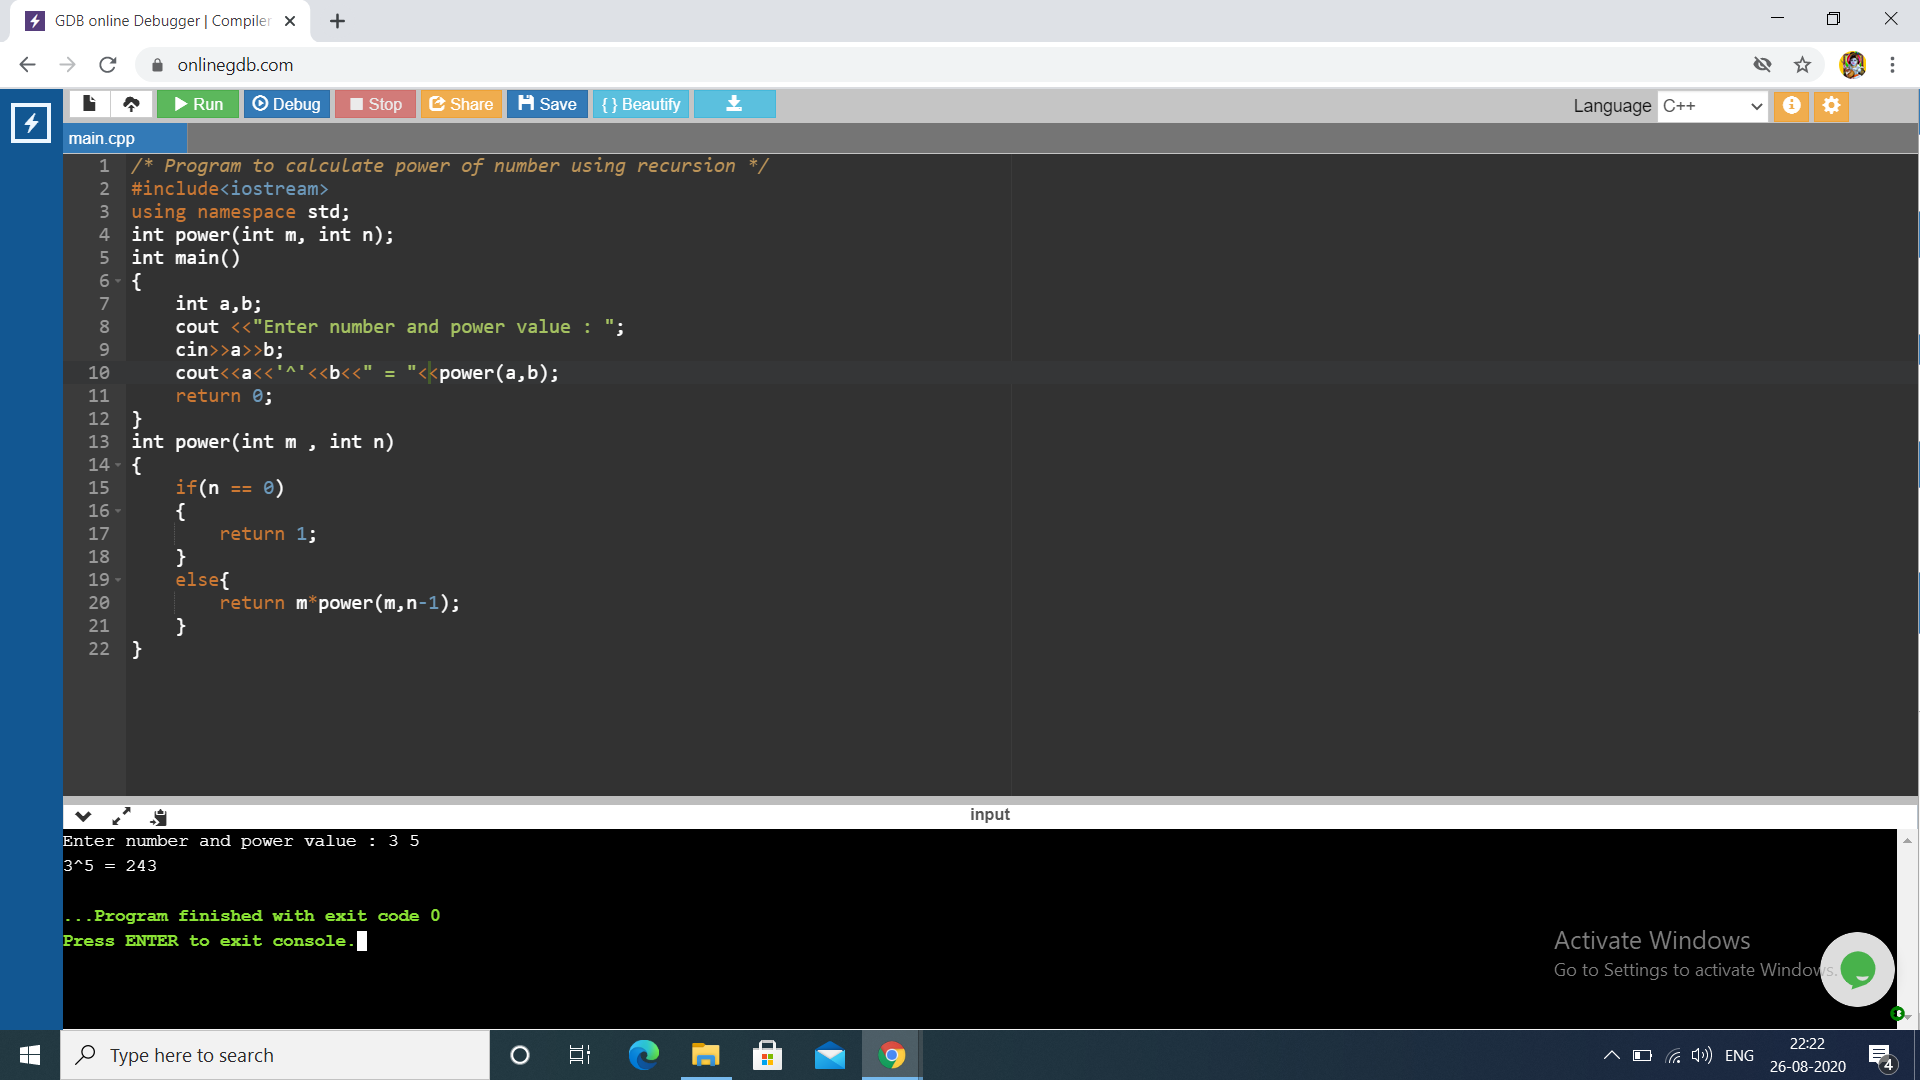 GDB online Debugger | Compiler
onlinegdb.com
Run Debug Stop Share Save { } Beautify Language C++
main.cpp
1 /* Program to calculate power of number using recursion */
2 #include<iostream>
3 using namespace std;
4 int power(int m, int n);
5 int main()
6 {
7 int a,b;
8 cout <<"Enter number and power value : ";
9 cin>>a>>b;
10 cout<<a<<'^'<<b<<" = "<<power(a,b);
11 return 0;
12 }
13 int power(int m , int n)
14 {
15 if(n == 0)
16 {
17 return 1;
18 }
19 else{
20 return m*power(m,n-1);
21 }
22 }
input
Enter number and power value : 3 5
3^5 = 243
...Program finished with exit code 0
Press ENTER to exit console.
Activate Windows
Go to Settings to activate Windows.
Type here to search
ENG
22:22
26-08-2020
4